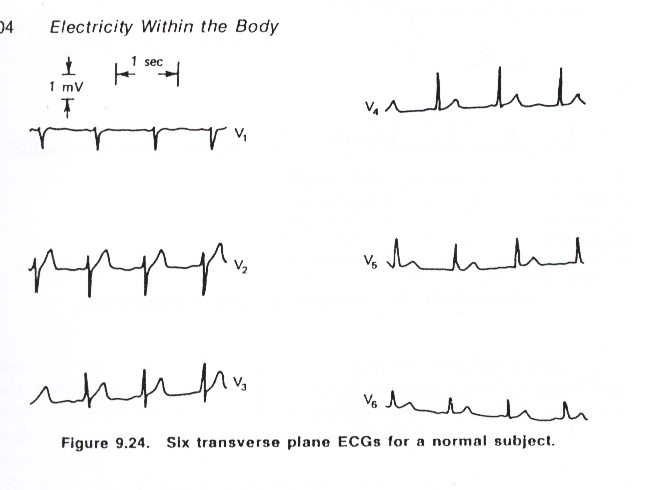 04 Electricity Within the Body
1 mV
1 sec
V1
V2
V3
V4
V5
V6
Figure 9.24. Six transverse plane ECGs for a normal subject.